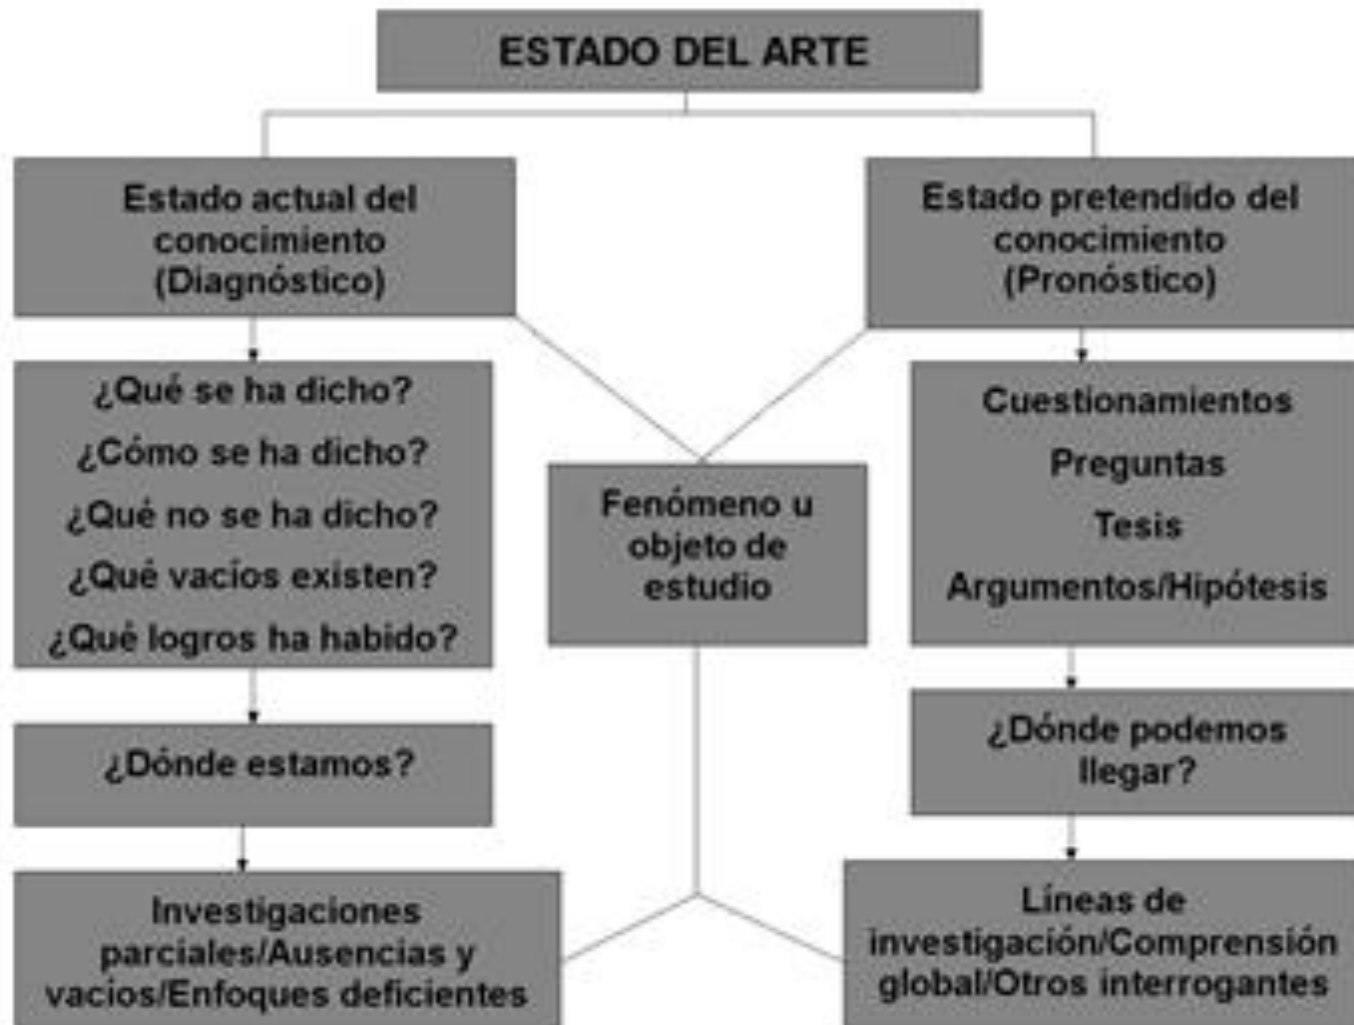 ESTADO DEL ARTE
Estado actual del
conocimiento
(Diagnóstico)
Estado pretendido del
conocimiento
(Pronóstico)
¿Qué se ha dicho?
¿Cómo se ha dicho?
¿Qué no se ha dicho?
¿Qué vacíos existen?
¿Qué logros ha habido?
Fenómeno u
objeto de
estudio
Cuestionamientos
Preguntas
Tesis
Argumentos/Hipótesis
¿Dónde estamos?
¿Dónde podemos
llegar?
Investigaciones
parciales/Ausencias y
vacios/Enfoques deficientes
Líneas de
investigación/Comprensión
global/Otros interrogantes